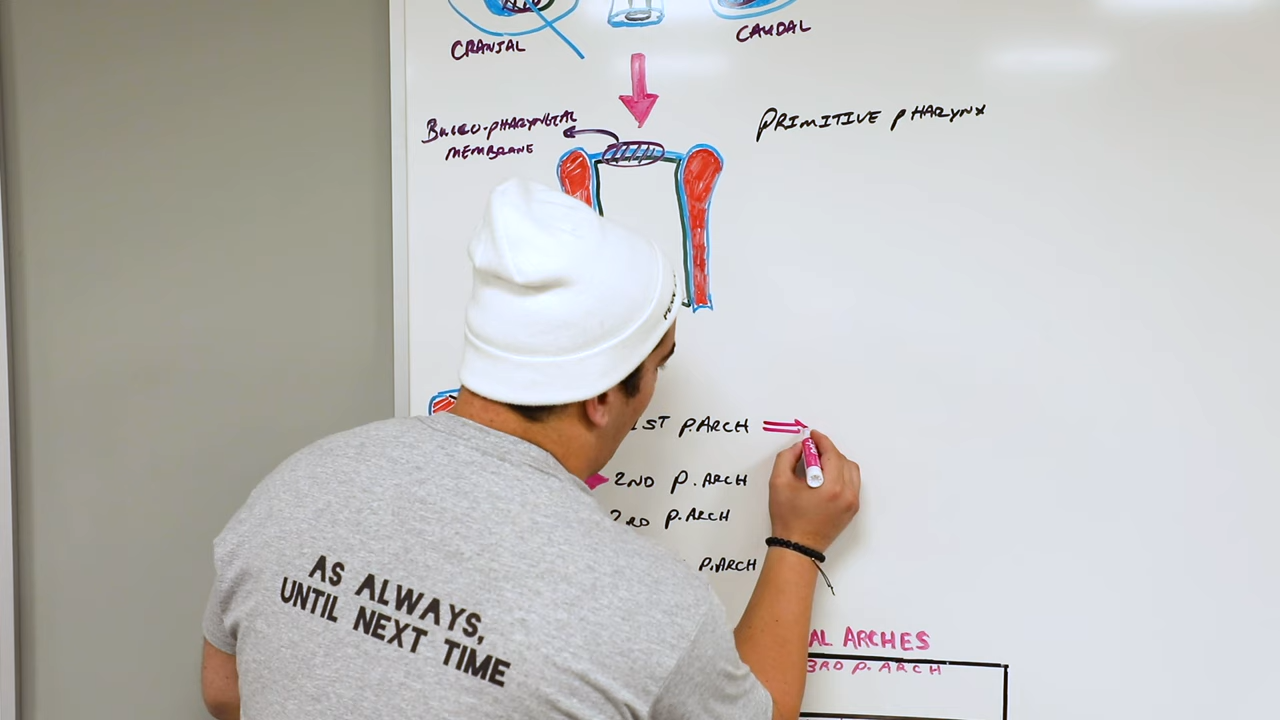 CRANIAL
CAUDAL
BUCCO-PHARYNGEAL
MEMBRANE
PRIMITIVE PHARYNX
1ST P.ARCH
2ND P.ARCH
3RD P.ARCH
P.ARCH
AL ARCHES
3RD P. ARCH
AS ALWAYS,
UNTIL NEXT TIME